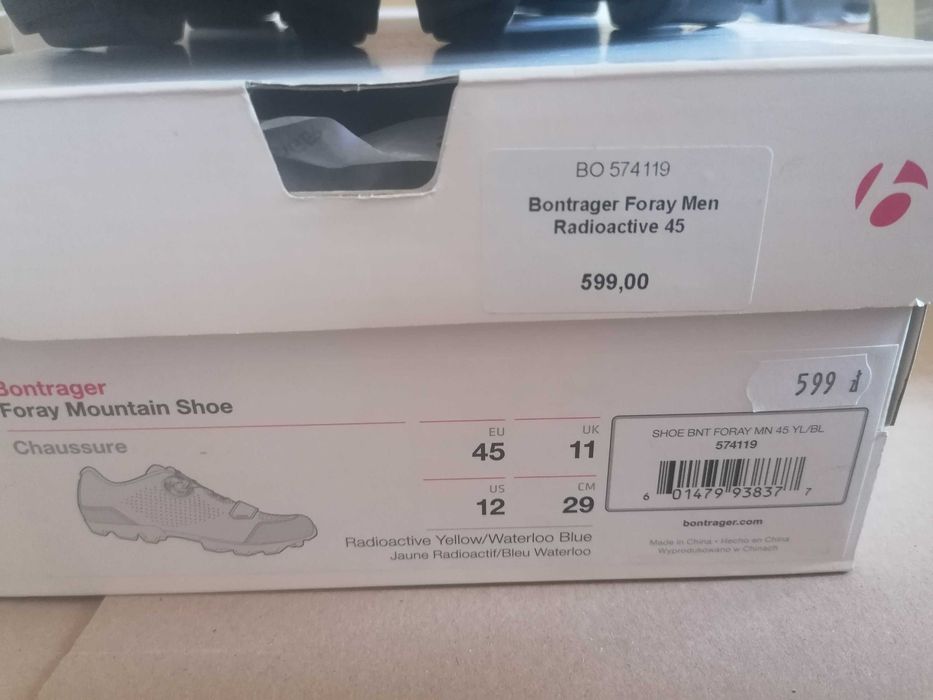 BO 574119
Bontrager Foray Men
Radioactive 45
599,00
599 zł
Bontrager
Foray Mountain Shoe
Chaussure
EU
45
UK
11
US
12
CM
29
Radioactive Yellow/Waterloo Blue
Jaune Radioactif/Bleu Waterloo
SHOE BNT FORAY MN 45 YL/BL
574119
6 01479 93837 7
bontrager.com
Made in China • Hecho en China
Wyprodukowano w Chinach